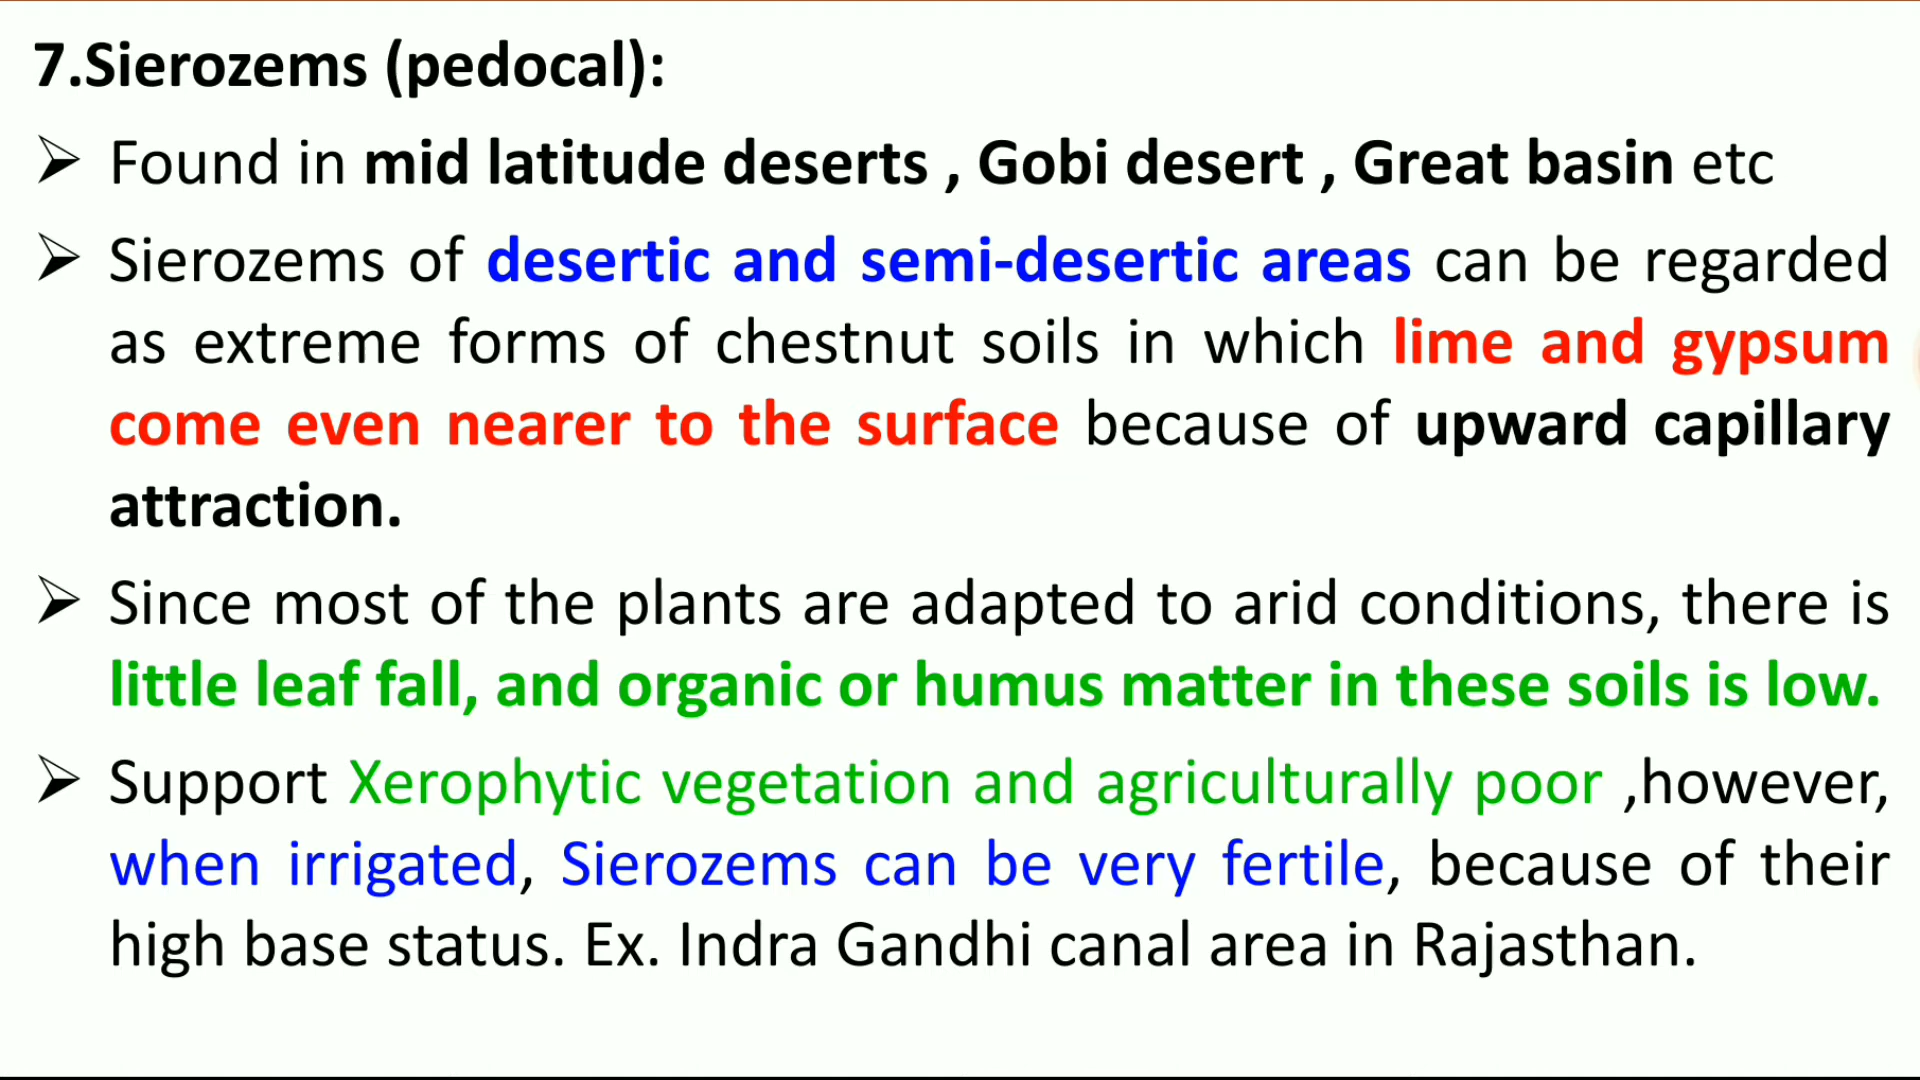 7.Sierozems (pedocal):
➢ Found in mid latitude deserts , Gobi desert , Great basin etc
➢ Sierozems of desertic and semi-desertic areas can be regarded
as extreme forms of chestnut soils in which lime and gypsum
come even nearer to the surface because of upward capillary
attraction.
➢ Since most of the plants are adapted to arid conditions, there is
little leaf fall, and organic or humus matter in these soils is low.
➢ Support Xerophytic vegetation and agriculturally poor ,however,
when irrigated, Sierozems can be very fertile, because of their
high base status. Ex. Indra Gandhi canal area in Rajasthan.